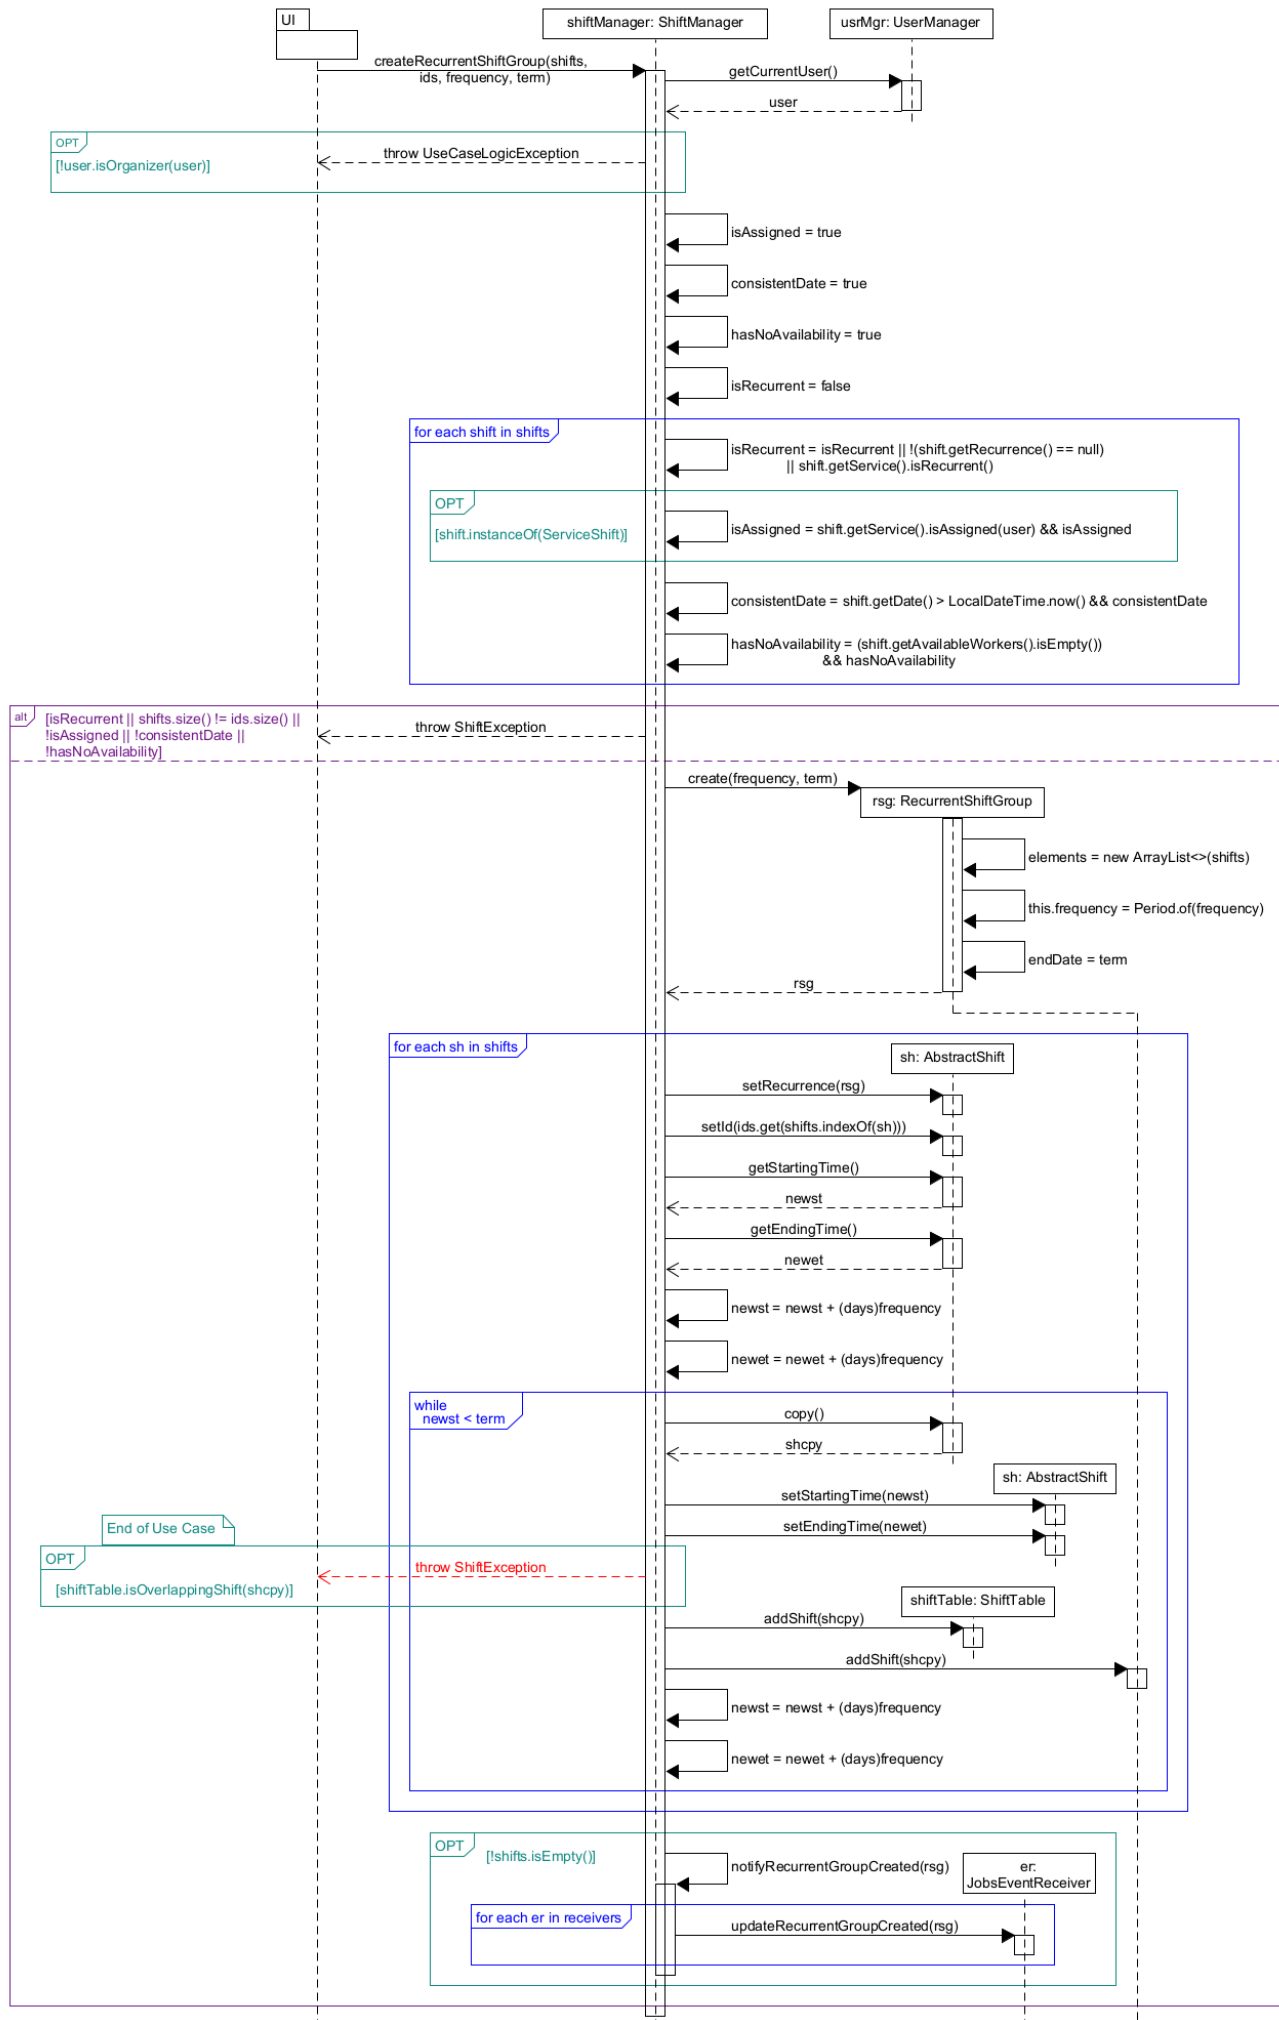 UI
shiftManager: ShiftManager
usrMgr: UserManager
createRecurrentShiftGroup(shifts,
ids, frequency, term)
getCurrentUser()
user
OPT
[!user.isOrganizer(user)]
throw UseCaseLogicException
isAssigned = true
consistentDate = true
hasNoAvailability = true
isRecurrent = false
for each shift in shifts
isRecurrent = isRecurrent || !(shift.getRecurrence() == null)
|| shift.getService().isRecurrent()
OPT
[shift.instanceOf(ServiceShift)]
isAssigned = shift.getService().isAssigned(user) && isAssigned
consistentDate = shift.getDate() > LocalDateTime.now() && consistentDate
hasNoAvailability = (shift.getAvailableWorkers().isEmpty())
&& hasNoAvailability
alt
[isRecurrent || shifts.size() != ids.size() ||
!isAssigned || !consistentDate ||
!hasNoAvailability]
throw ShiftException
create(frequency, term)
rsg: RecurrentShiftGroup
elements = new ArrayList<>(shifts)
this.frequency = Period.of(frequency)
endDate = term
rsg
for each sh in shifts
sh: AbstractShift
setRecurrence(rsg)
setId(ids.get(shifts.indexOf(sh)))
getStartingTime()
newst
getEndingTime()
newet
newst = newst + (days)frequency
newet = newet + (days)frequency
while
newst < term
copy()
shcpy
sh: AbstractShift
setStartingTime(newst)
End of Use Case
setEndingTime(newet)
OPT
[shiftTable.isOverlappingShift(shcpy)]
throw ShiftException
shiftTable: ShiftTable
addShift(shcpy)
addShift(shcpy)
newst = newst + (days)frequency
newet = newet + (days)frequency
OPT
[!shifts.isEmpty()]
notifyRecurrentGroupCreated(rsg)
er:
JobsEventReceiver
for each er in receivers
updateRecurrentGroupCreated(rsg)